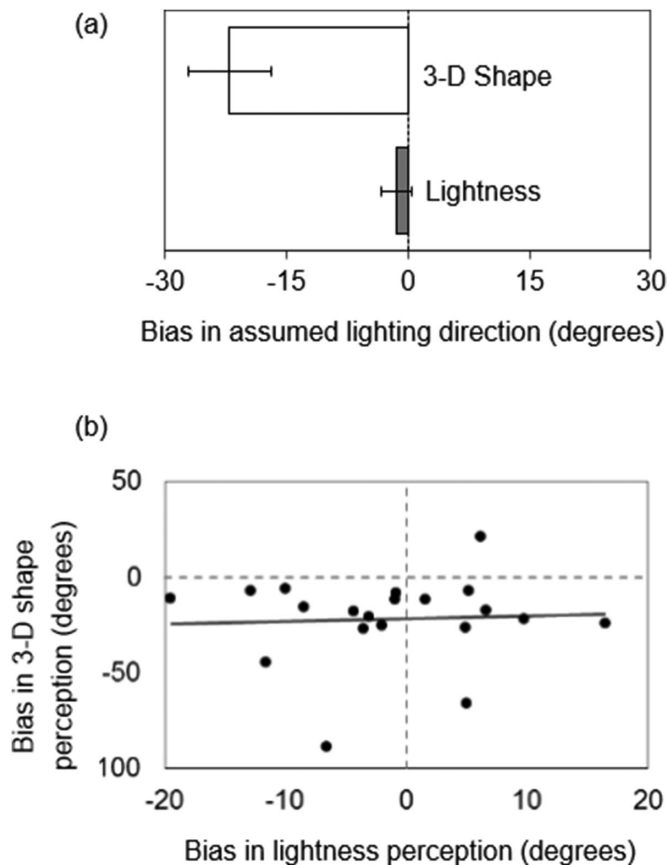 (a)
3-D Shape
Lightness
-30 -15 0 15 30
Bias in assumed lighting direction (degrees)
(b)
Bias in 3-D shape
perception (degrees)
50
0
-50
100
-20 -10 0 10 20
Bias in lightness perception (degrees)